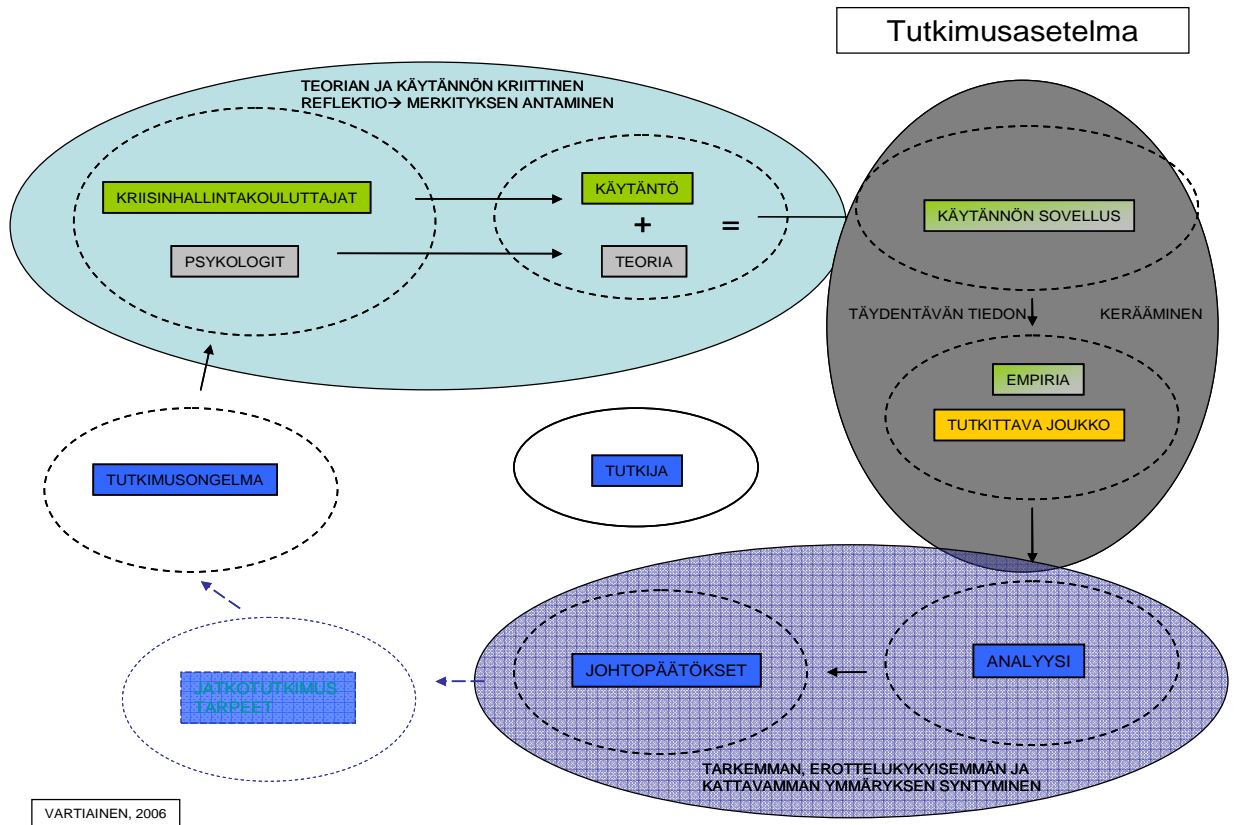 Tutkimusasetelma
TEORIAN JA KÄYTÄNNÖN KRIITTINEN
REFLEKTIO→ MERKITYKSEN ANTAMINEN
KRIISINHALLINTAKOULUTTAJAT
KÄYTÄNTÖ
+ =
PSYKOLOGIT
TEORIA
KÄYTÄNNÖN SOVELLUS
TÄYDENTÄVÄN TIEDON KERÄÄMINEN
EMPIRIA
TUTKITTAVA JOUKKO
TUTKIMUSONGELMA
TUTKIJA
ANALYYSI
JOHTOPÄÄTÖKSET
JATKOTUTKIMUS
TARPEET
TARKEMMAN, EROTTELUKYKYISEMMÄN JA
KATTAVAMMAN YMMÄRYKSEN SYNTYMINEN
VARTIAINEN, 2006